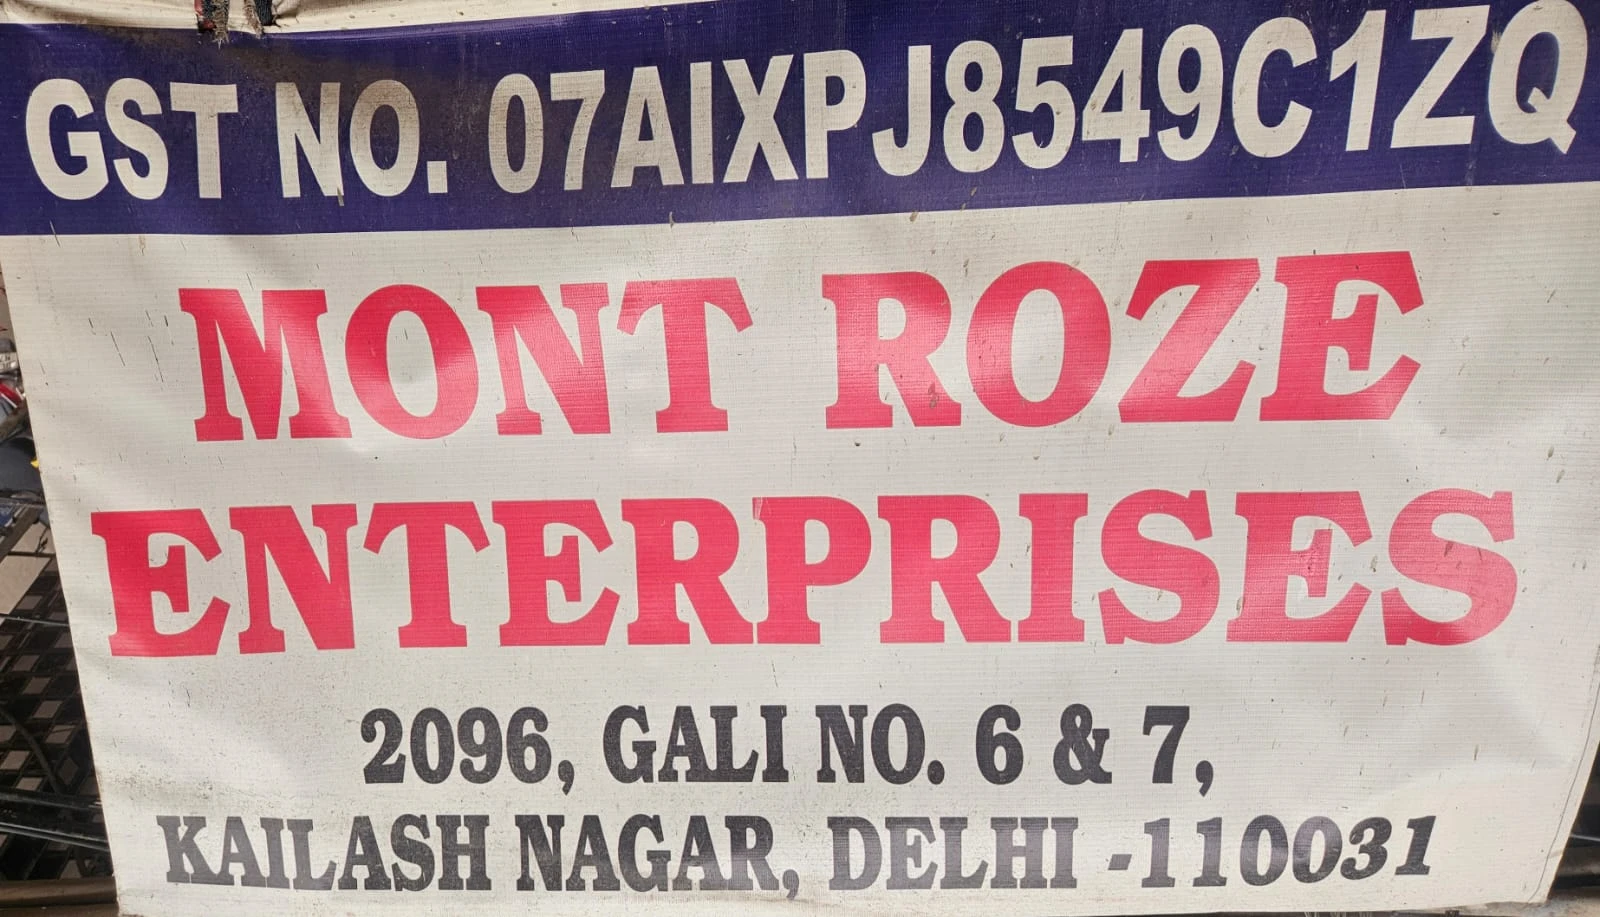 GST NO. 07AIXPJ8549C1ZQ
MONT ROZE
ENTERPRISES
2096, GALI NO. 6 & 7,
KAILASH NAGAR, DELHI -110031